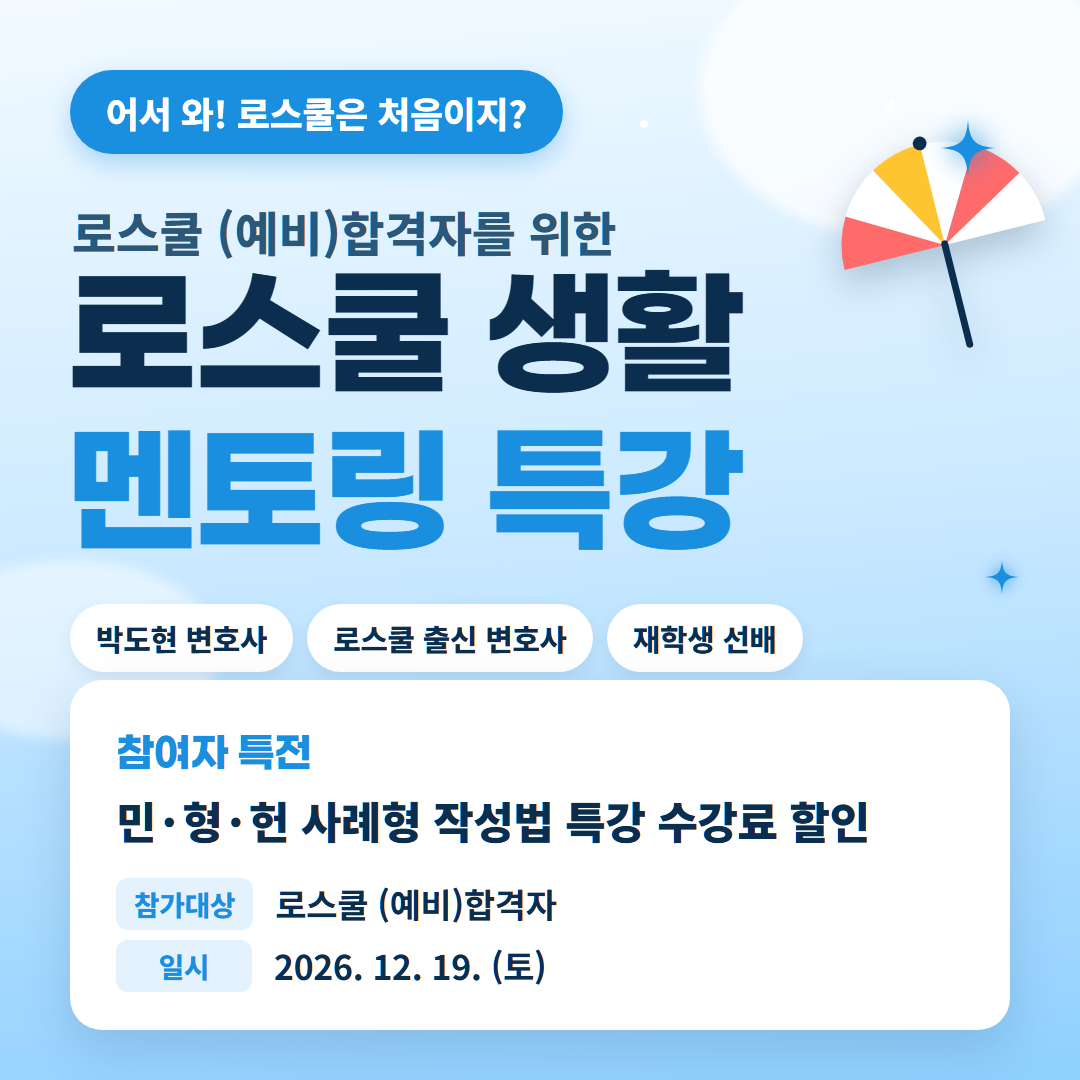 어서 와! 로스쿨은 처음이지?
로스쿨 (예비)합격자를 위한
로스쿨 생활
멘토링 특강
박도현 변호사
로스쿨 출신 변호사
재학생 선배
참여자 특전
민·형·헌 사례형 작성법 특강 수강료 할인
참가대상 로스쿨 (예비)합격자
일시 2026. 12. 19. (토)